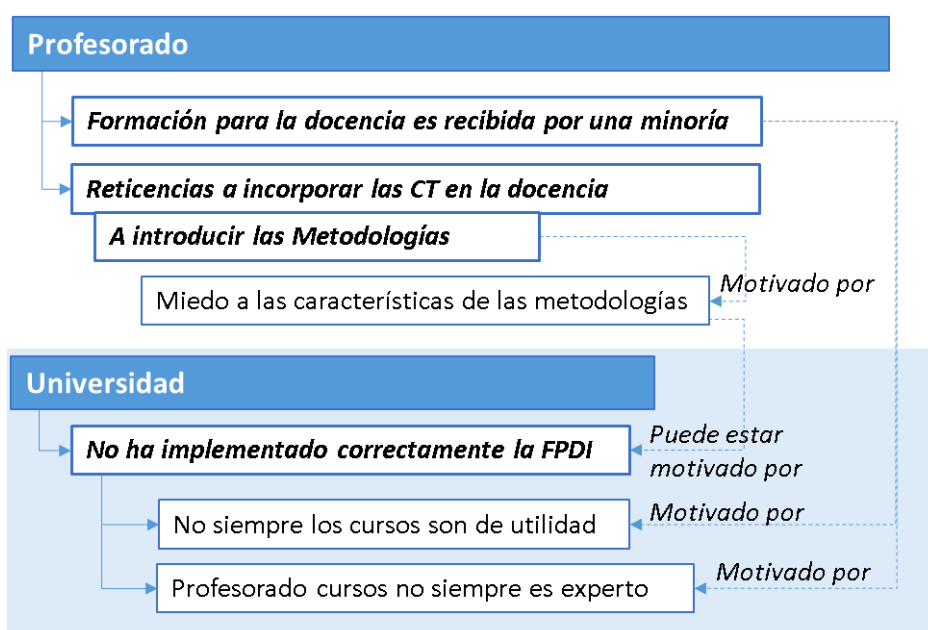 Profesorado
Formación para la docencia es recibida por una minoría
Reticencias a incorporar las CT en la docencia
A introducir las Metodologías
Motivado por
Miedo a las características de las metodologías
Universidad
No ha implementado correctamente la FPDI
Puede estar
motivado por
No siempre los cursos son de utilidad
Motivado por
Profesorado cursos no siempre es experto
Motivado por